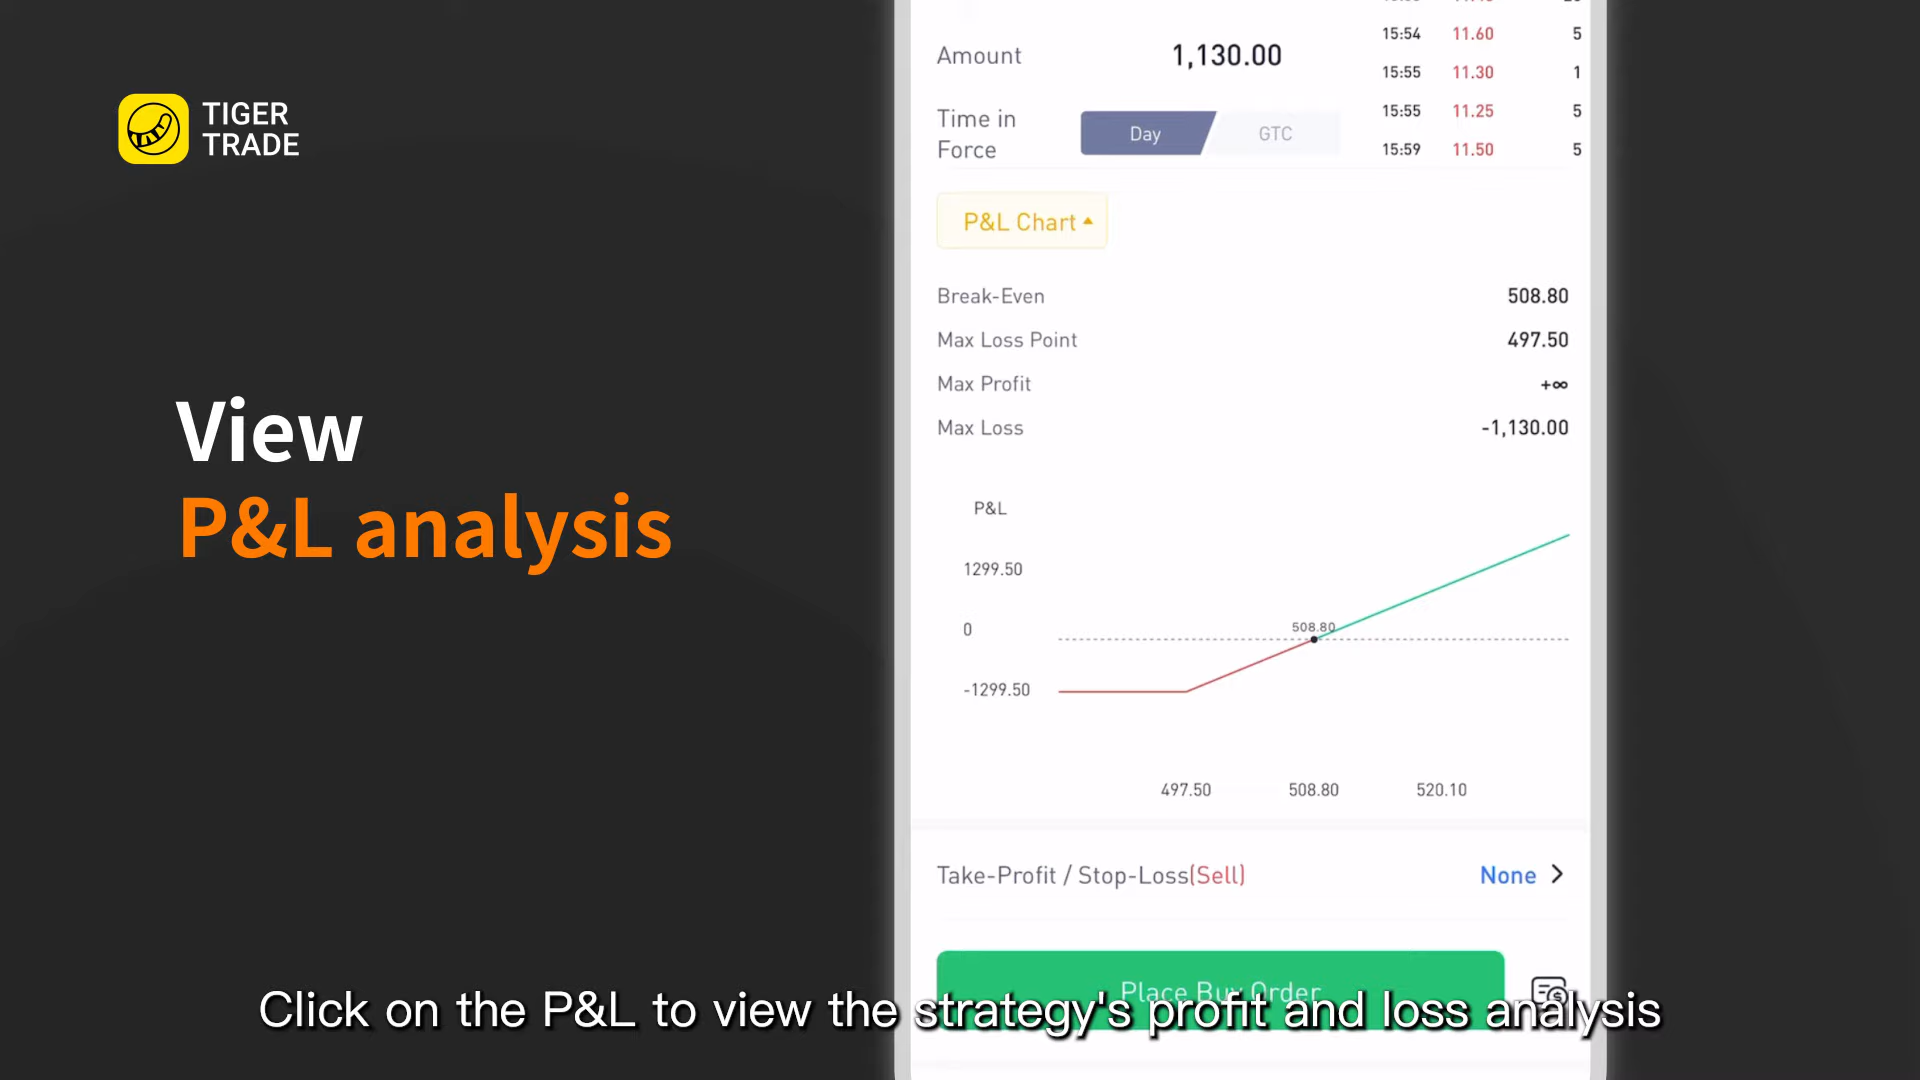 TIGER
TRADE
View
P&L analysis
Amount
1,130.00
15:54 11.60 5
15:55 11.30 1
15:55 11.25 5
15:59 11.50 5
Time in
Force
Day
GTC
P&L Chart
Break-Even 508.80
Max Loss Point 497.50
Max Profit +∞
Max Loss -1,130.00
P&L
1299.50
0
508.80
-1299.50
497.50 508.80 520.10
Take-Profit / Stop-Loss(Sell) None
Place Buy Order
Click on the P&L to view the strategy's profit and loss analysis